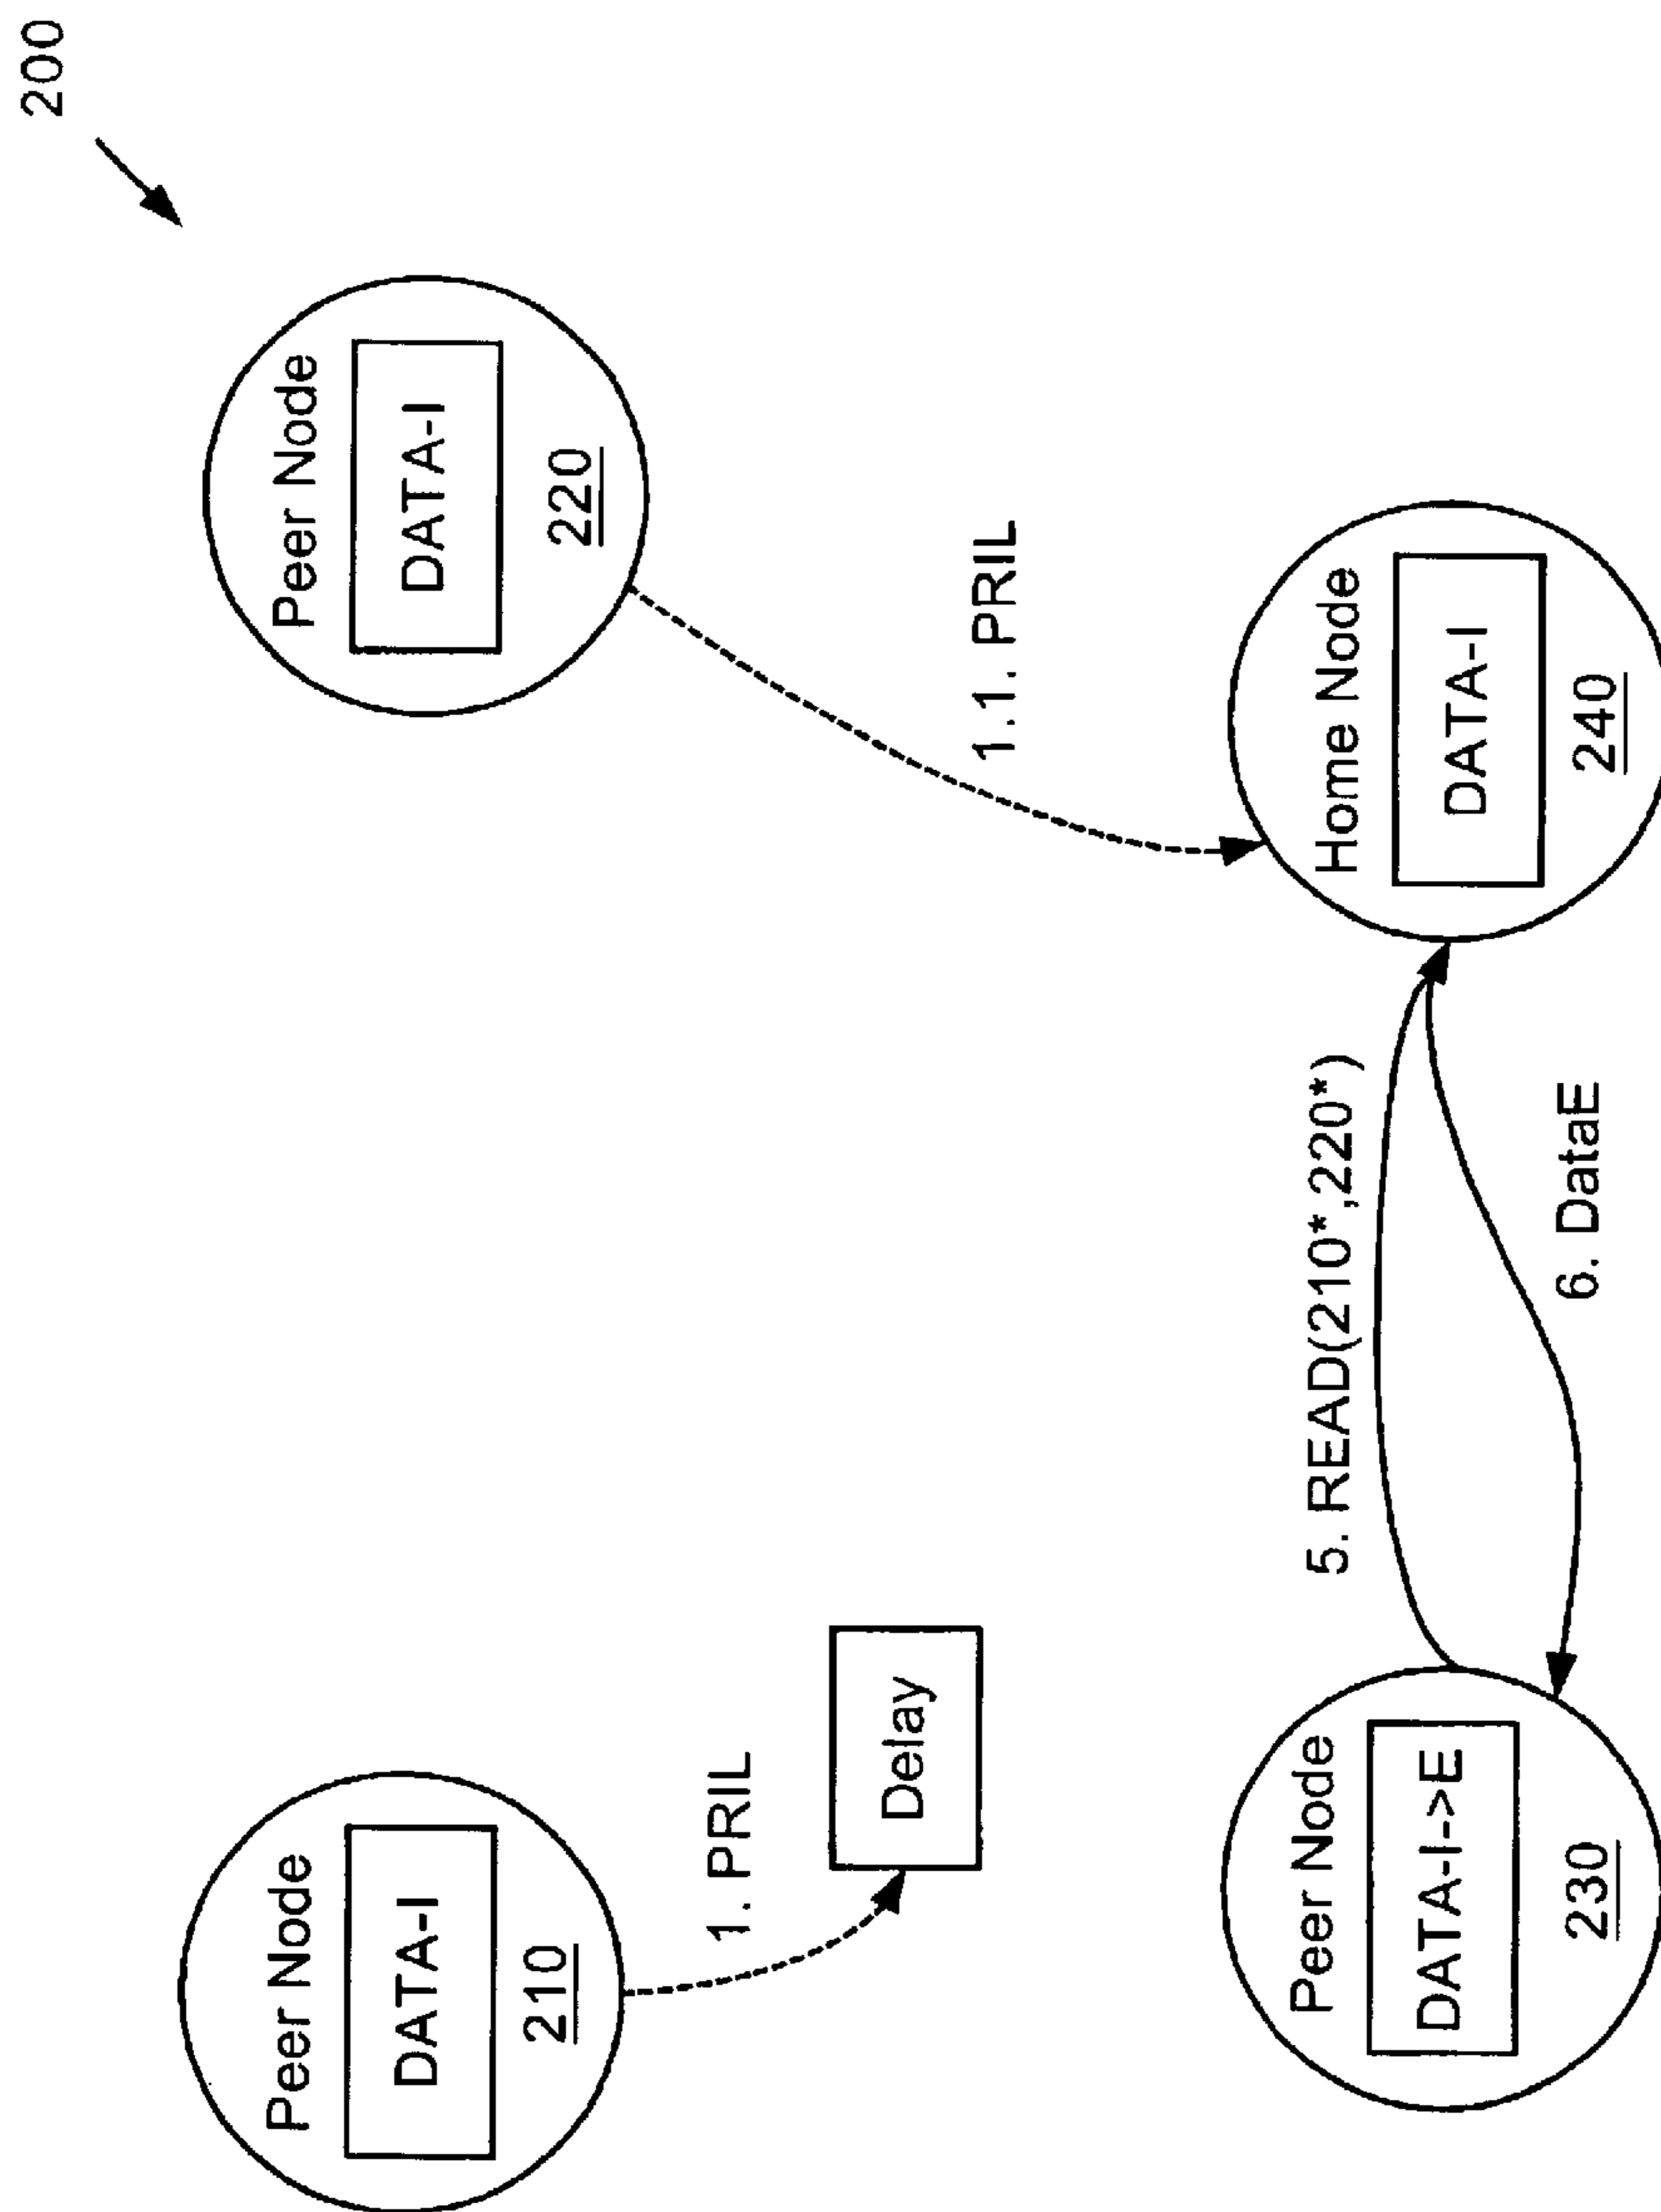 200
Peer Node
DATA-I
210
Peer Node
DATA-I
220
1. PRIL
Delay
1.1. PRIL
Peer Node
DATA-I->E
230
5. READ(210*,220*)
6. DataE
Home Node
DATA-I
240